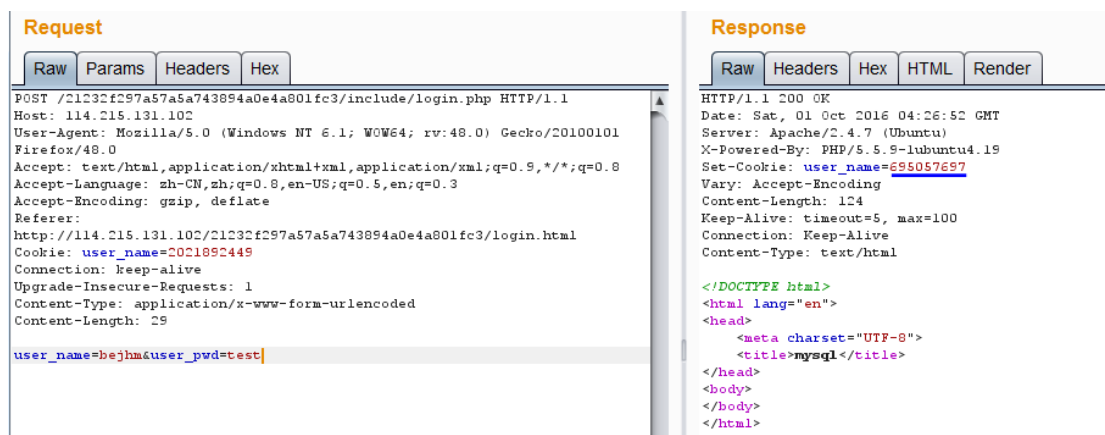 Request
Raw Params Headers Hex
POST /21232f297a57a5a743894a0e4a801fc3/include/login.php HTTP/1.1
Host: 114.215.131.102
User-Agent: Mozilla/5.0 (Windows NT 6.1; WOW64; rv:48.0) Gecko/20100101
Firefox/48.0
Accept: text/html,application/xhtml+xml,application/xml;q=0.9,*/*;q=0.8
Accept-Language: zh-CN,zh;q=0.8,en-US;q=0.5,en;q=0.3
Accept-Encoding: gzip, deflate
Referer:
http://114.215.131.102/21232f297a57a5a743894a0e4a801fc3/login.html
Cookie: user_name=2021892449
Connection: keep-alive
Upgrade-Insecure-Requests: 1
Content-Type: application/x-www-form-urlencoded
Content-Length: 29
user_name=bejhm&user_pwd=test
Response
Raw Headers Hex HTML Render
HTTP/1.1 200 OK
Date: Sat, 01 Oct 2016 04:26:52 GMT
Server: Apache/2.4.7 (Ubuntu)
X-Powered-By: PHP/5.5.9-1ubuntu4.19
Set-Cookie: user_name=695057697
Vary: Accept-Encoding
Content-Length: 124
Keep-Alive: timeout=5, max=100
Connection: Keep-Alive
Content-Type: text/html
<!DOCTYPE html>
<html lang="en">
<head>
<meta charset="UTF-8">
<title>mysql</title>
</head>
<body>
</body>
</html>